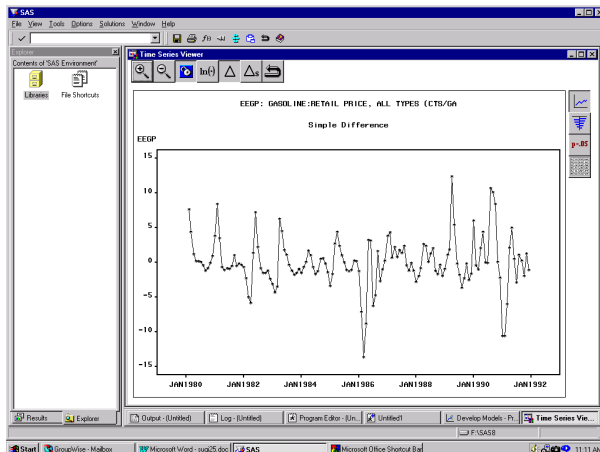 SAS
File View Tools Options Solutions Window Help
Explorer
Contents of 'SAS Environment'
Libraries
File Shortcuts
Time Series Viewer
ln(·)
Δ
Δs
EEGP: GASOLINE:RETAIL PRICE, ALL TYPES (CTS/GA
Simple Difference
EEGP
15
10
5
0
-5
-10
-15
JAN1980 JAN1982 JAN1984 JAN1986 JAN1988 JAN1990 JAN1992
p<.05
Results
Explorer
Output - (Untitled)
Log - (Untitled)
Program Editor - (Un...
Untitled1
Develop Models - Pr...
Time Series Vie...
F:\SAS8
Start
GroupWise - Mailbox
Microsoft Word - sugi25.doc
SAS
Microsoft Office Shortcut Bar
11:11 AM